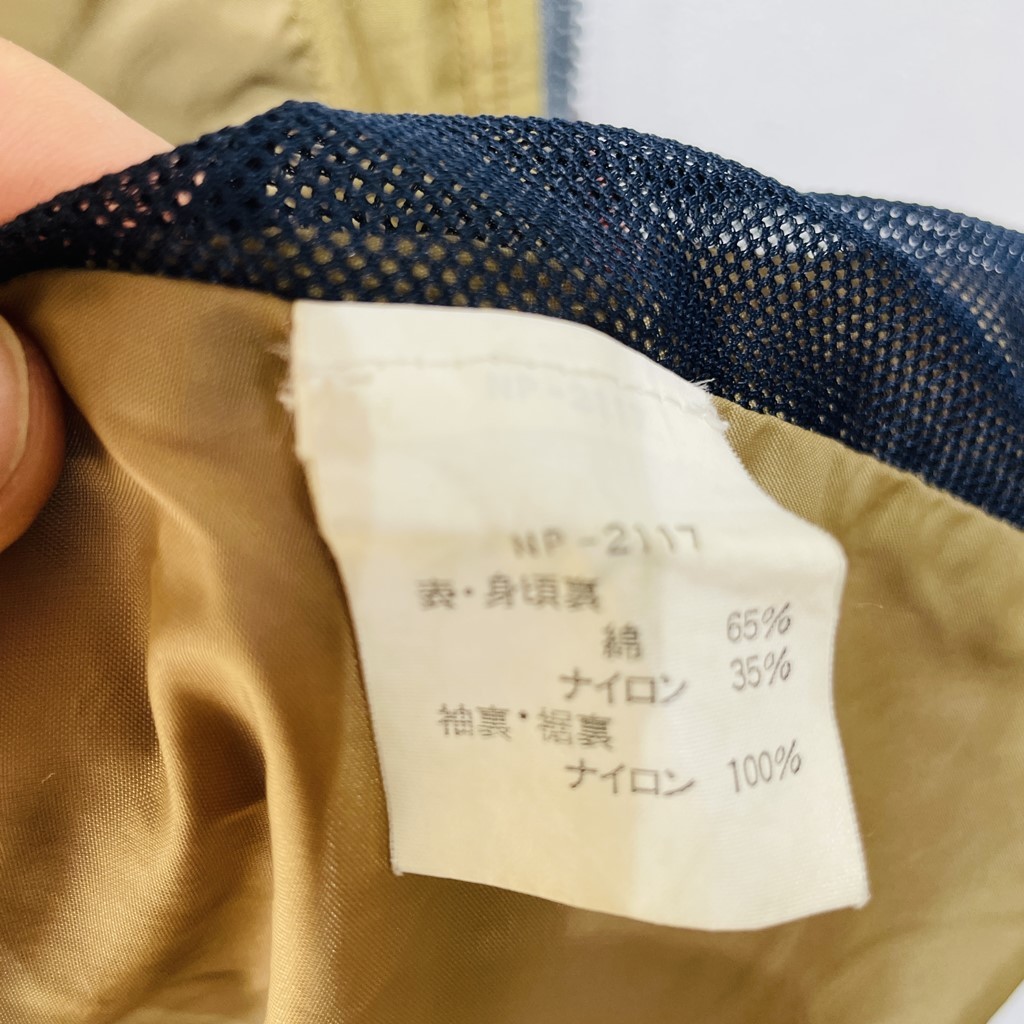 NP-2117
表・身頃裏
綿 65%
ナイロン 35%
袖裏・裾裏
ナイロン 100%